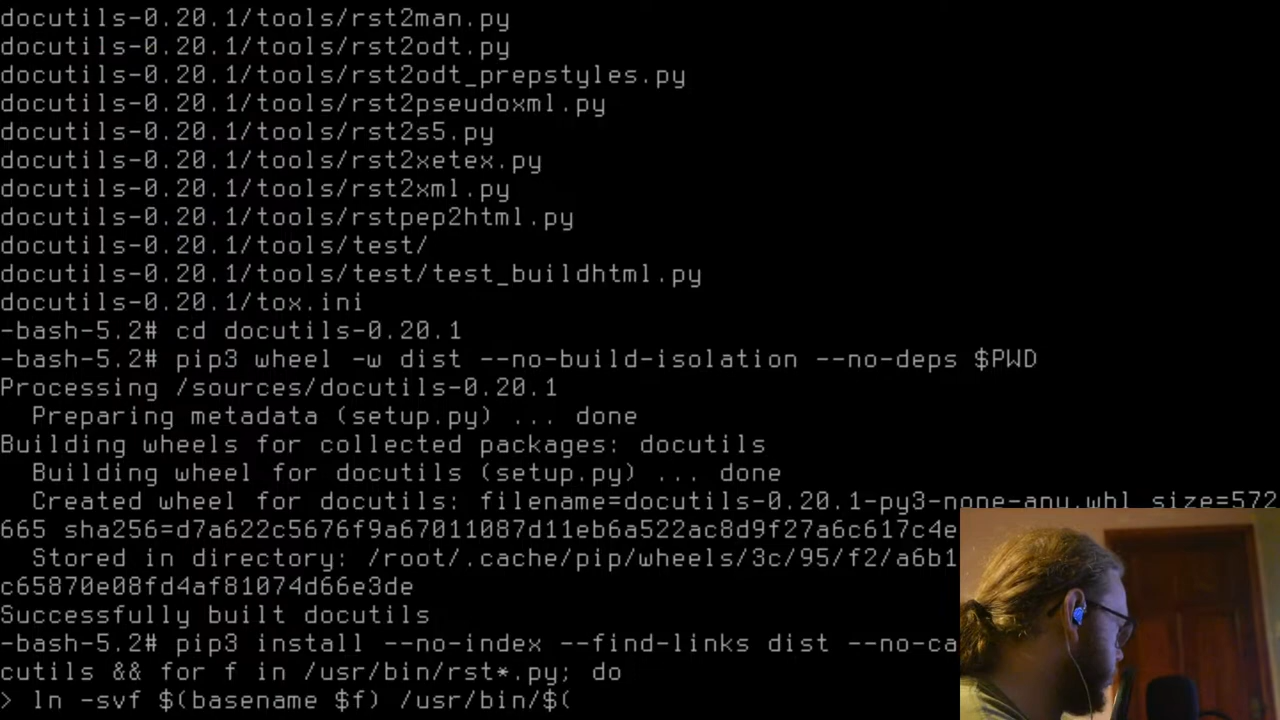 docutils-0.20.1/tools/rst2man.py
docutils-0.20.1/tools/rst2odt.py
docutils-0.20.1/tools/rst2odt_prepstyles.py
docutils-0.20.1/tools/rst2pseudoxml.py
docutils-0.20.1/tools/rst2s5.py
docutils-0.20.1/tools/rst2xetex.py
docutils-0.20.1/tools/rst2xml.py
docutils-0.20.1/tools/rstpep2html.py
docutils-0.20.1/tools/test/
docutils-0.20.1/tools/test/test_buildhtml.py
docutils-0.20.1/tox.ini
-bash-5.2# cd docutils-0.20.1
-bash-5.2# pip3 wheel -w dist --no-build-isolation --no-deps $PWD
Processing /sources/docutils-0.20.1
Preparing metadata (setup.py) ... done
Building wheels for collected packages: docutils
Building wheel for docutils (setup.py) ... done
Created wheel for docutils: filename=docutils-0.20.1-py3-none-any.whl size=572
665 sha256=d7a622c5676f9a67011087d11eb6a522ac8d9f27a6c617c4e
Stored in directory: /root/.cache/pip/wheels/3c/95/f2/a6b1
c65870e08fd4af81074d66e3de
Successfully built docutils
-bash-5.2# pip3 install --no-index --find-links dist --no-ca
cutils && for f in /usr/bin/rst*.py; do
> ln -svf $(basename $f) /usr/bin/$(